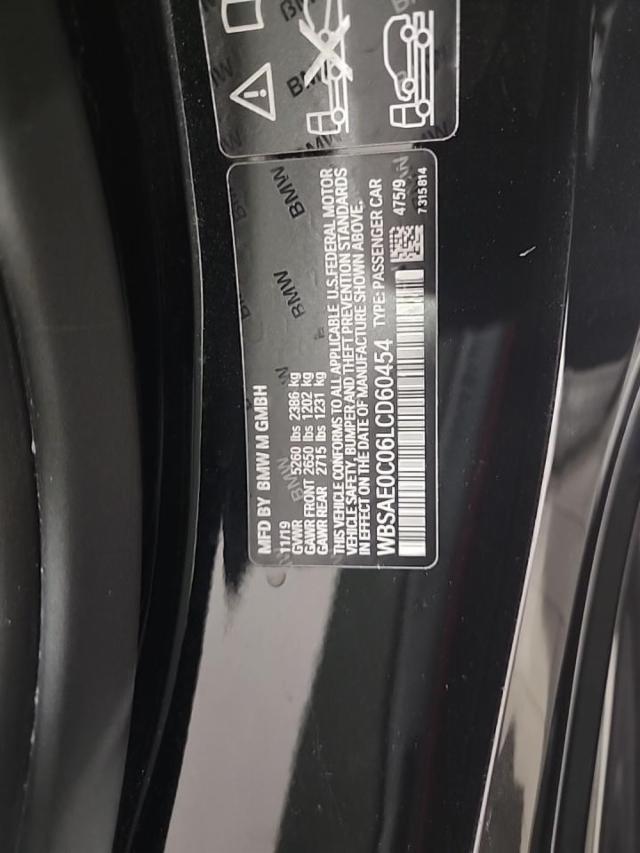 MFD BY BMW M GMBH
11/19
GVWR 5260 lbs 2386 kg
GAWR FRONT 2650 lbs 1202 kg
GAWR REAR 2715 lbs 1231 kg
THIS VEHICLE CONFORMS TO ALL APPLICABLE U.S.FEDERAL MOTOR
VEHICLE SAFETY, BUMPER AND THEFT PREVENTION STANDARDS
IN EFFECT ON THE DATE OF MANUFACTURE SHOWN ABOVE.
WBSAE0C06LCD60454 TYPE: PASSENGER CAR
475/9
7 315 814
BMW
BMW
BMW
BMW
BMW